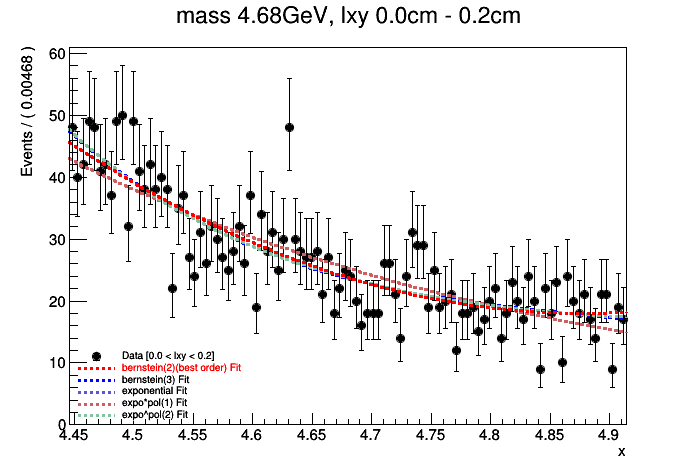 mass 4.68GeV, lxy 0.0cm - 0.2cm
Events / ( 0.00468 )
60
50
40
30
20
10
0
Data [0.0 < lxy < 0.2]
bernstein(2)(best order) Fit
bernstein(3) Fit
exponential Fit
expo*pol(1) Fit
expo^pol(2) Fit
4.45 4.5 4.55 4.6 4.65 4.7 4.75 4.8 4.85 4.9
x